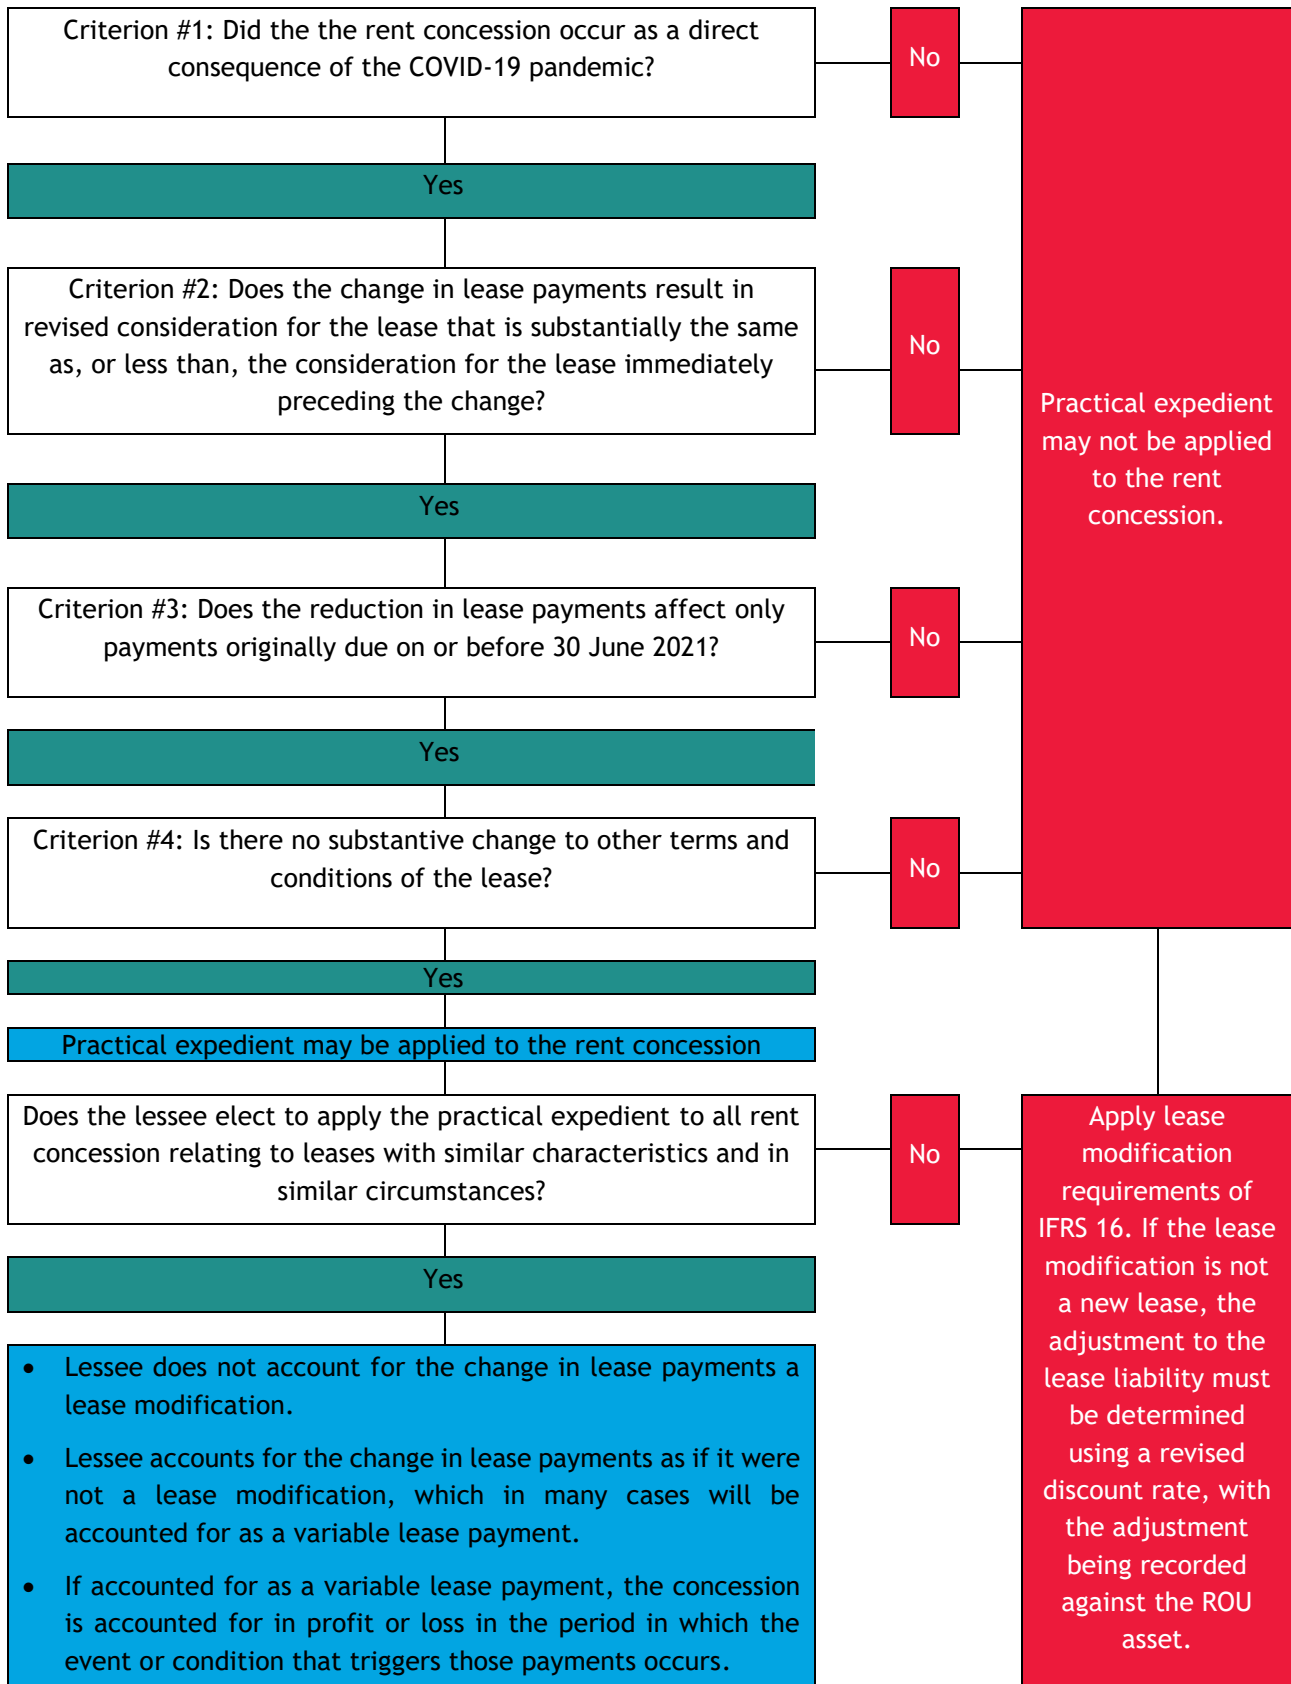 Criterion #1: Did the the rent concession occur as a direct
consequence of the COVID-19 pandemic?
No
Yes
Criterion #2: Does the change in lease payments result in
revised consideration for the lease that is substantially the same
as, or less than, the consideration for the lease immediately
preceding the change?
No
Practical expedient
may not be applied
to the rent
concession.
Yes
Criterion #3: Does the reduction in lease payments affect only
payments originally due on or before 30 June 2021?
No
Yes
Criterion #4: Is there no substantive change to other terms and
conditions of the lease?
No
Yes
Practical expedient may be applied to the rent concession
Does the lessee elect to apply the practical expedient to all rent
concession relating to leases with similar characteristics and in
similar circumstances?
No
Apply lease
modification
requirements of
IFRS 16. If the lease
modification is not
a new lease, the
adjustment to the
lease liability must
be determined
using a revised
discount rate, with
the adjustment
being recorded
against the ROU
asset.
Yes
• Lessee does not account for the change in lease payments a
lease modification.
• Lessee accounts for the change in lease payments as if it were
not a lease modification, which in many cases will be
accounted for as a variable lease payment.
• If accounted for as a variable lease payment, the concession
is accounted for in profit or loss in the period in which the
event or condition that triggers those payments occurs.